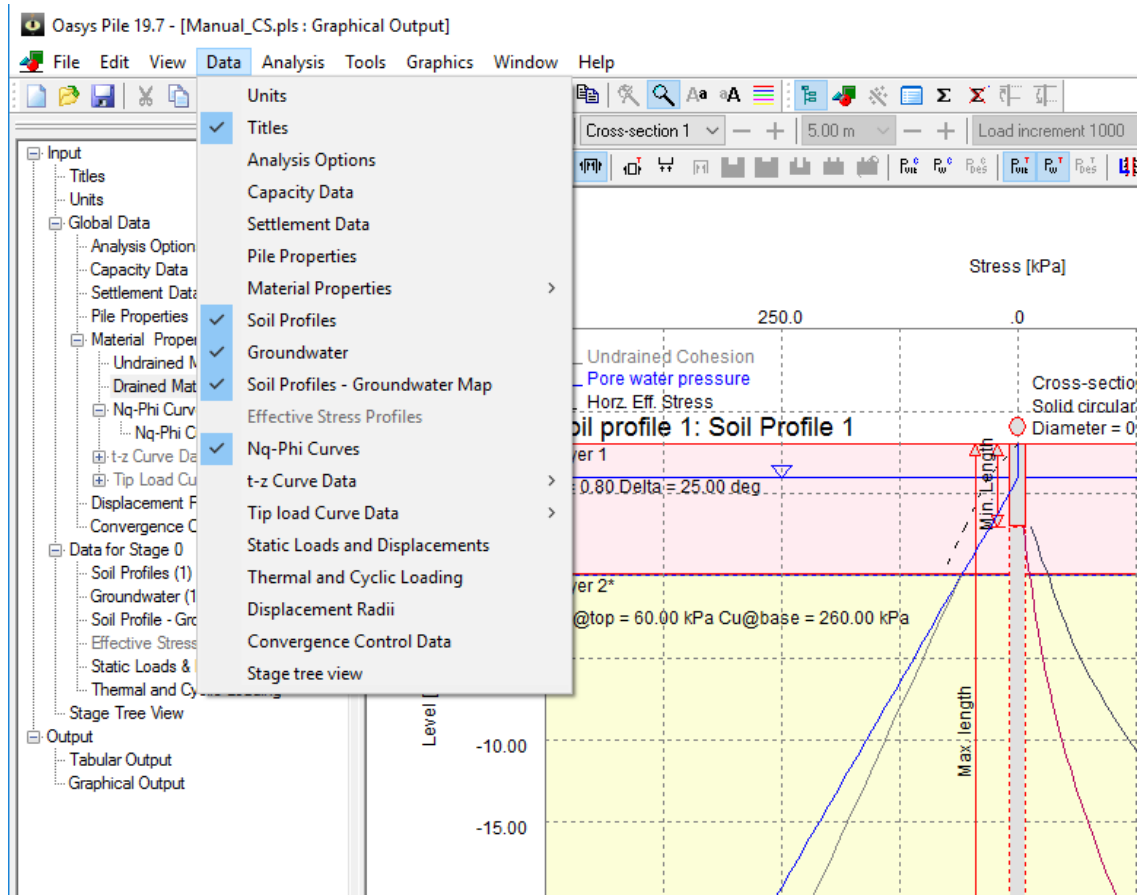 Oasys Pile 19.7 - [Manual_CS.pls : Graphical Output]
File Edit View Data Analysis Tools Graphics Window Help
Cross-section 1 5.00 m Load increment 1000
Input
Titles
Units
Global Data
Analysis Option
Capacity Data
Settlement Data
Pile Properties
Material Proper
Undrained M
Drained Mat
Nq-Phi Curv
Nq-Phi C
t-z Curve Da
Tip Load Cu
Displacement F
Convergence C
Data for Stage 0
Soil Profiles (1)
Groundwater (1
Soil Profile - Gro
Effective Stress
Static Loads &
Thermal and Cyclic Loading
Stage Tree View
Output
Tabular Output
Graphical Output
Units
Titles
Analysis Options
Capacity Data
Settlement Data
Pile Properties
Material Properties
Soil Profiles
Groundwater
Soil Profiles - Groundwater Map
Effective Stress Profiles
Nq-Phi Curves
t-z Curve Data
Tip load Curve Data
Static Loads and Displacements
Thermal and Cyclic Loading
Displacement Radii
Convergence Control Data
Stage tree view
Stress [kPa]
250.0 .0
Undrained Cohesion
Pore water pressure
Horz. Eff. Stress
Cross-sectio
Solid circular
Diameter = 0
oil profile 1: Soil Profile 1
yer 1
= 0.80 Delta = 25.00 deg
Min. Length
yer 2*
@top = 60.00 kPa Cu@base = 260.00 kPa
Max. length
Level [
-10.00
-15.00